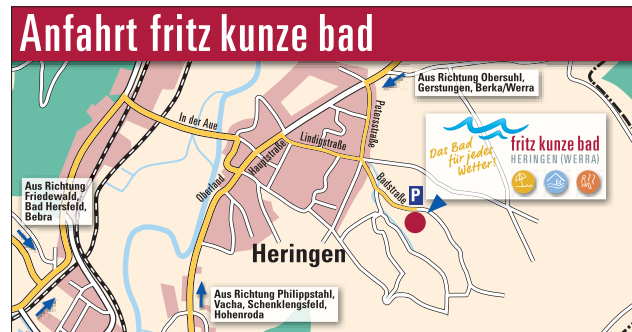 Anfahrt fritz kunze bad
Aus Richtung Obersuhl,
Gerstungen, Berka/Werra
In der Aue
Petersstraße
Lindigstraße
Hauptstraße
Oberland
Das Bad
für jedes
Wetter!
fritz kunze bad
HERINGEN (WERRA)
Aus Richtung
Friedewald,
Bad Hersfeld,
Bebra
Badstraße
P
Heringen
Aus Richtung Philippstahl,
Vacha, Schenklengsfeld,
Hohenroda